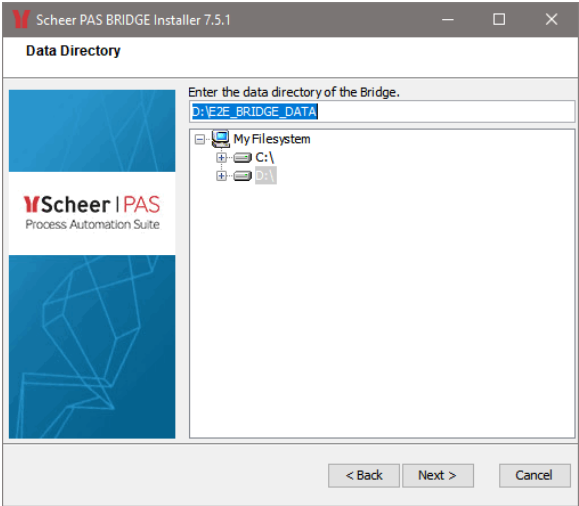 Scheer PAS BRIDGE Installer 7.5.1
Data Directory
Enter the data directory of the Bridge.
D:\E2E_BRIDGE_DATA
My Filesystem
C:\
D:\
Scheer PAS
Process Automation Suite
< Back Next > Cancel